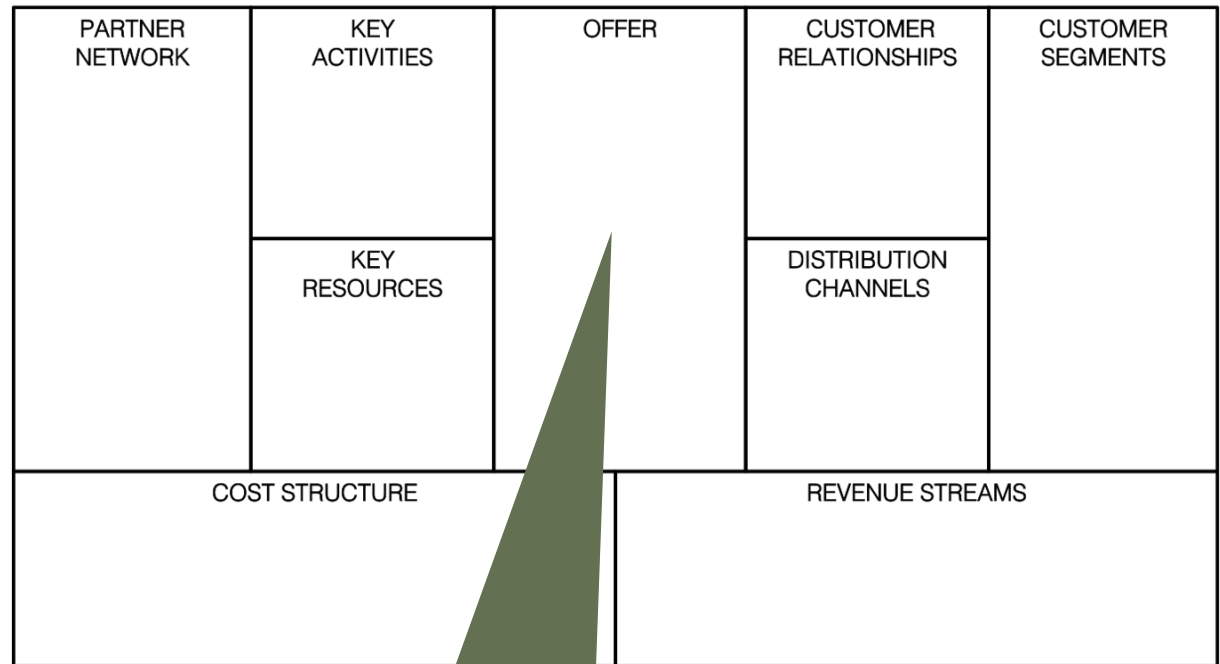 PARTNER
NETWORK
KEY
ACTIVITIES
OFFER
CUSTOMER
RELATIONSHIPS
CUSTOMER
SEGMENTS
KEY
RESOURCES
DISTRIBUTION
CHANNELS
COST STRUCTURE
REVENUE STREAMS